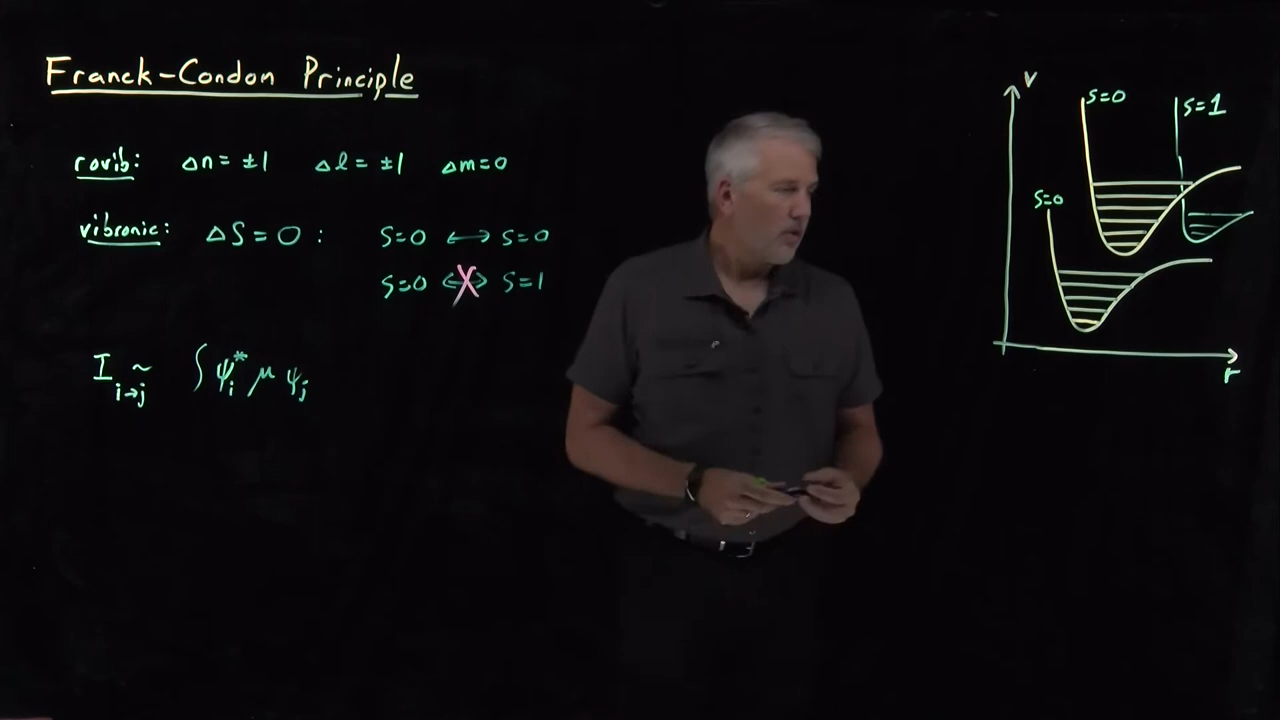 Franck-Condon Principle
rovib: Δn = ±1 Δl = ±1 Δm=0
vibronic: ΔS = 0 : S=0 ⟷ S=0
S=0 ⟷ S=1
I i→j ~ ∫ ψi* μ ψj
V
S=0
S=1
S=0
r